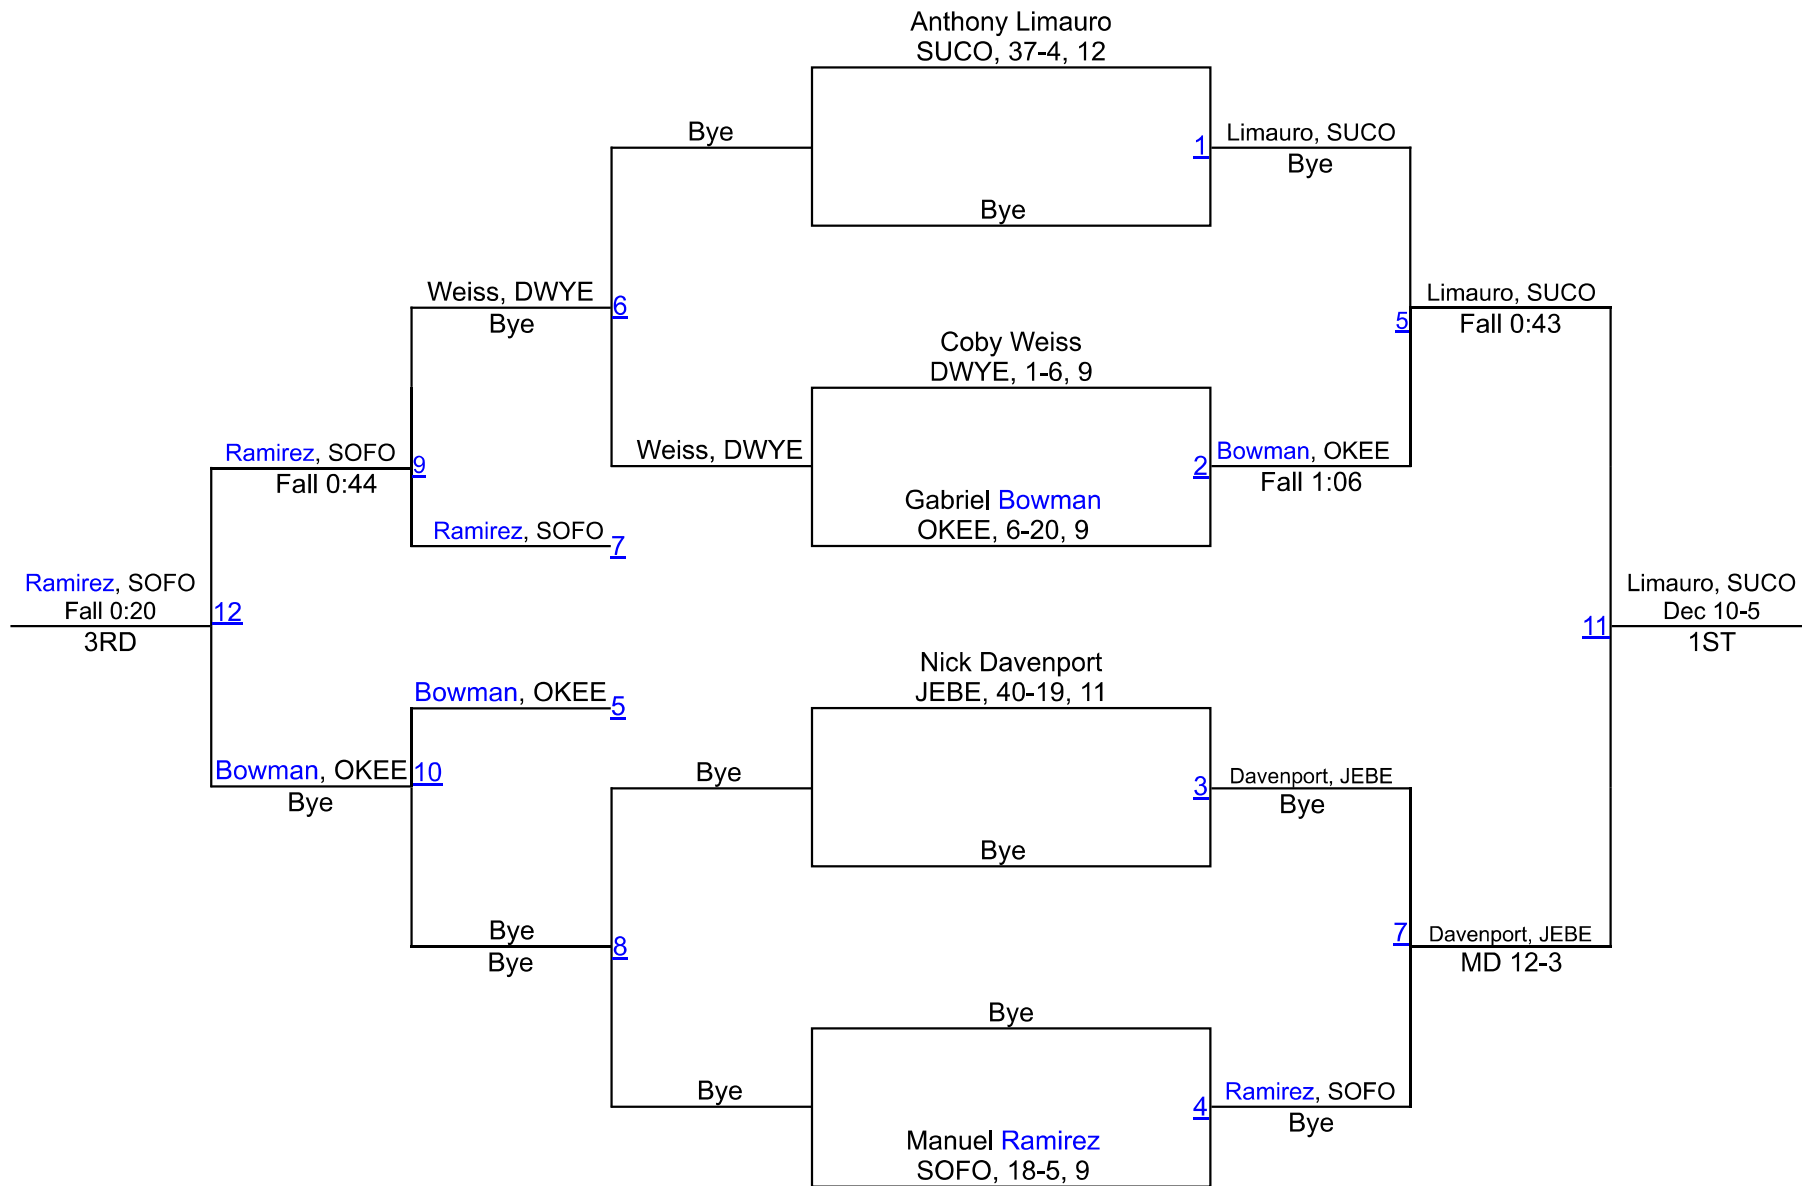 Anthony Limauro
SUCO, 37-4, 12
Bye
1
Limauro, SUCO
Bye
Bye
Weiss, DWYE
Bye
6
Limauro, SUCO
Fall 0:43
5
Coby Weiss
DWYE, 1-6, 9
Weiss, DWYE
2
Bowman, OKEE
Fall 1:06
Ramirez, SOFO
Fall 0:44
9
Gabriel Bowman
OKEE, 6-20, 9
Ramirez, SOFO
7
Ramirez, SOFO
Fall 0:20
3RD
12
Limauro, SUCO
Dec 10-5
1ST
11
Nick Davenport
JEBE, 40-19, 11
Bowman, OKEE
5
Bowman, OKEE
Bye
10
Bye
3
Davenport, JEBE
Bye
Bye
Bye
Bye
8
7
Davenport, JEBE
MD 12-3
Bye
Bye
4
Ramirez, SOFO
Bye
Manuel Ramirez
SOFO, 18-5, 9